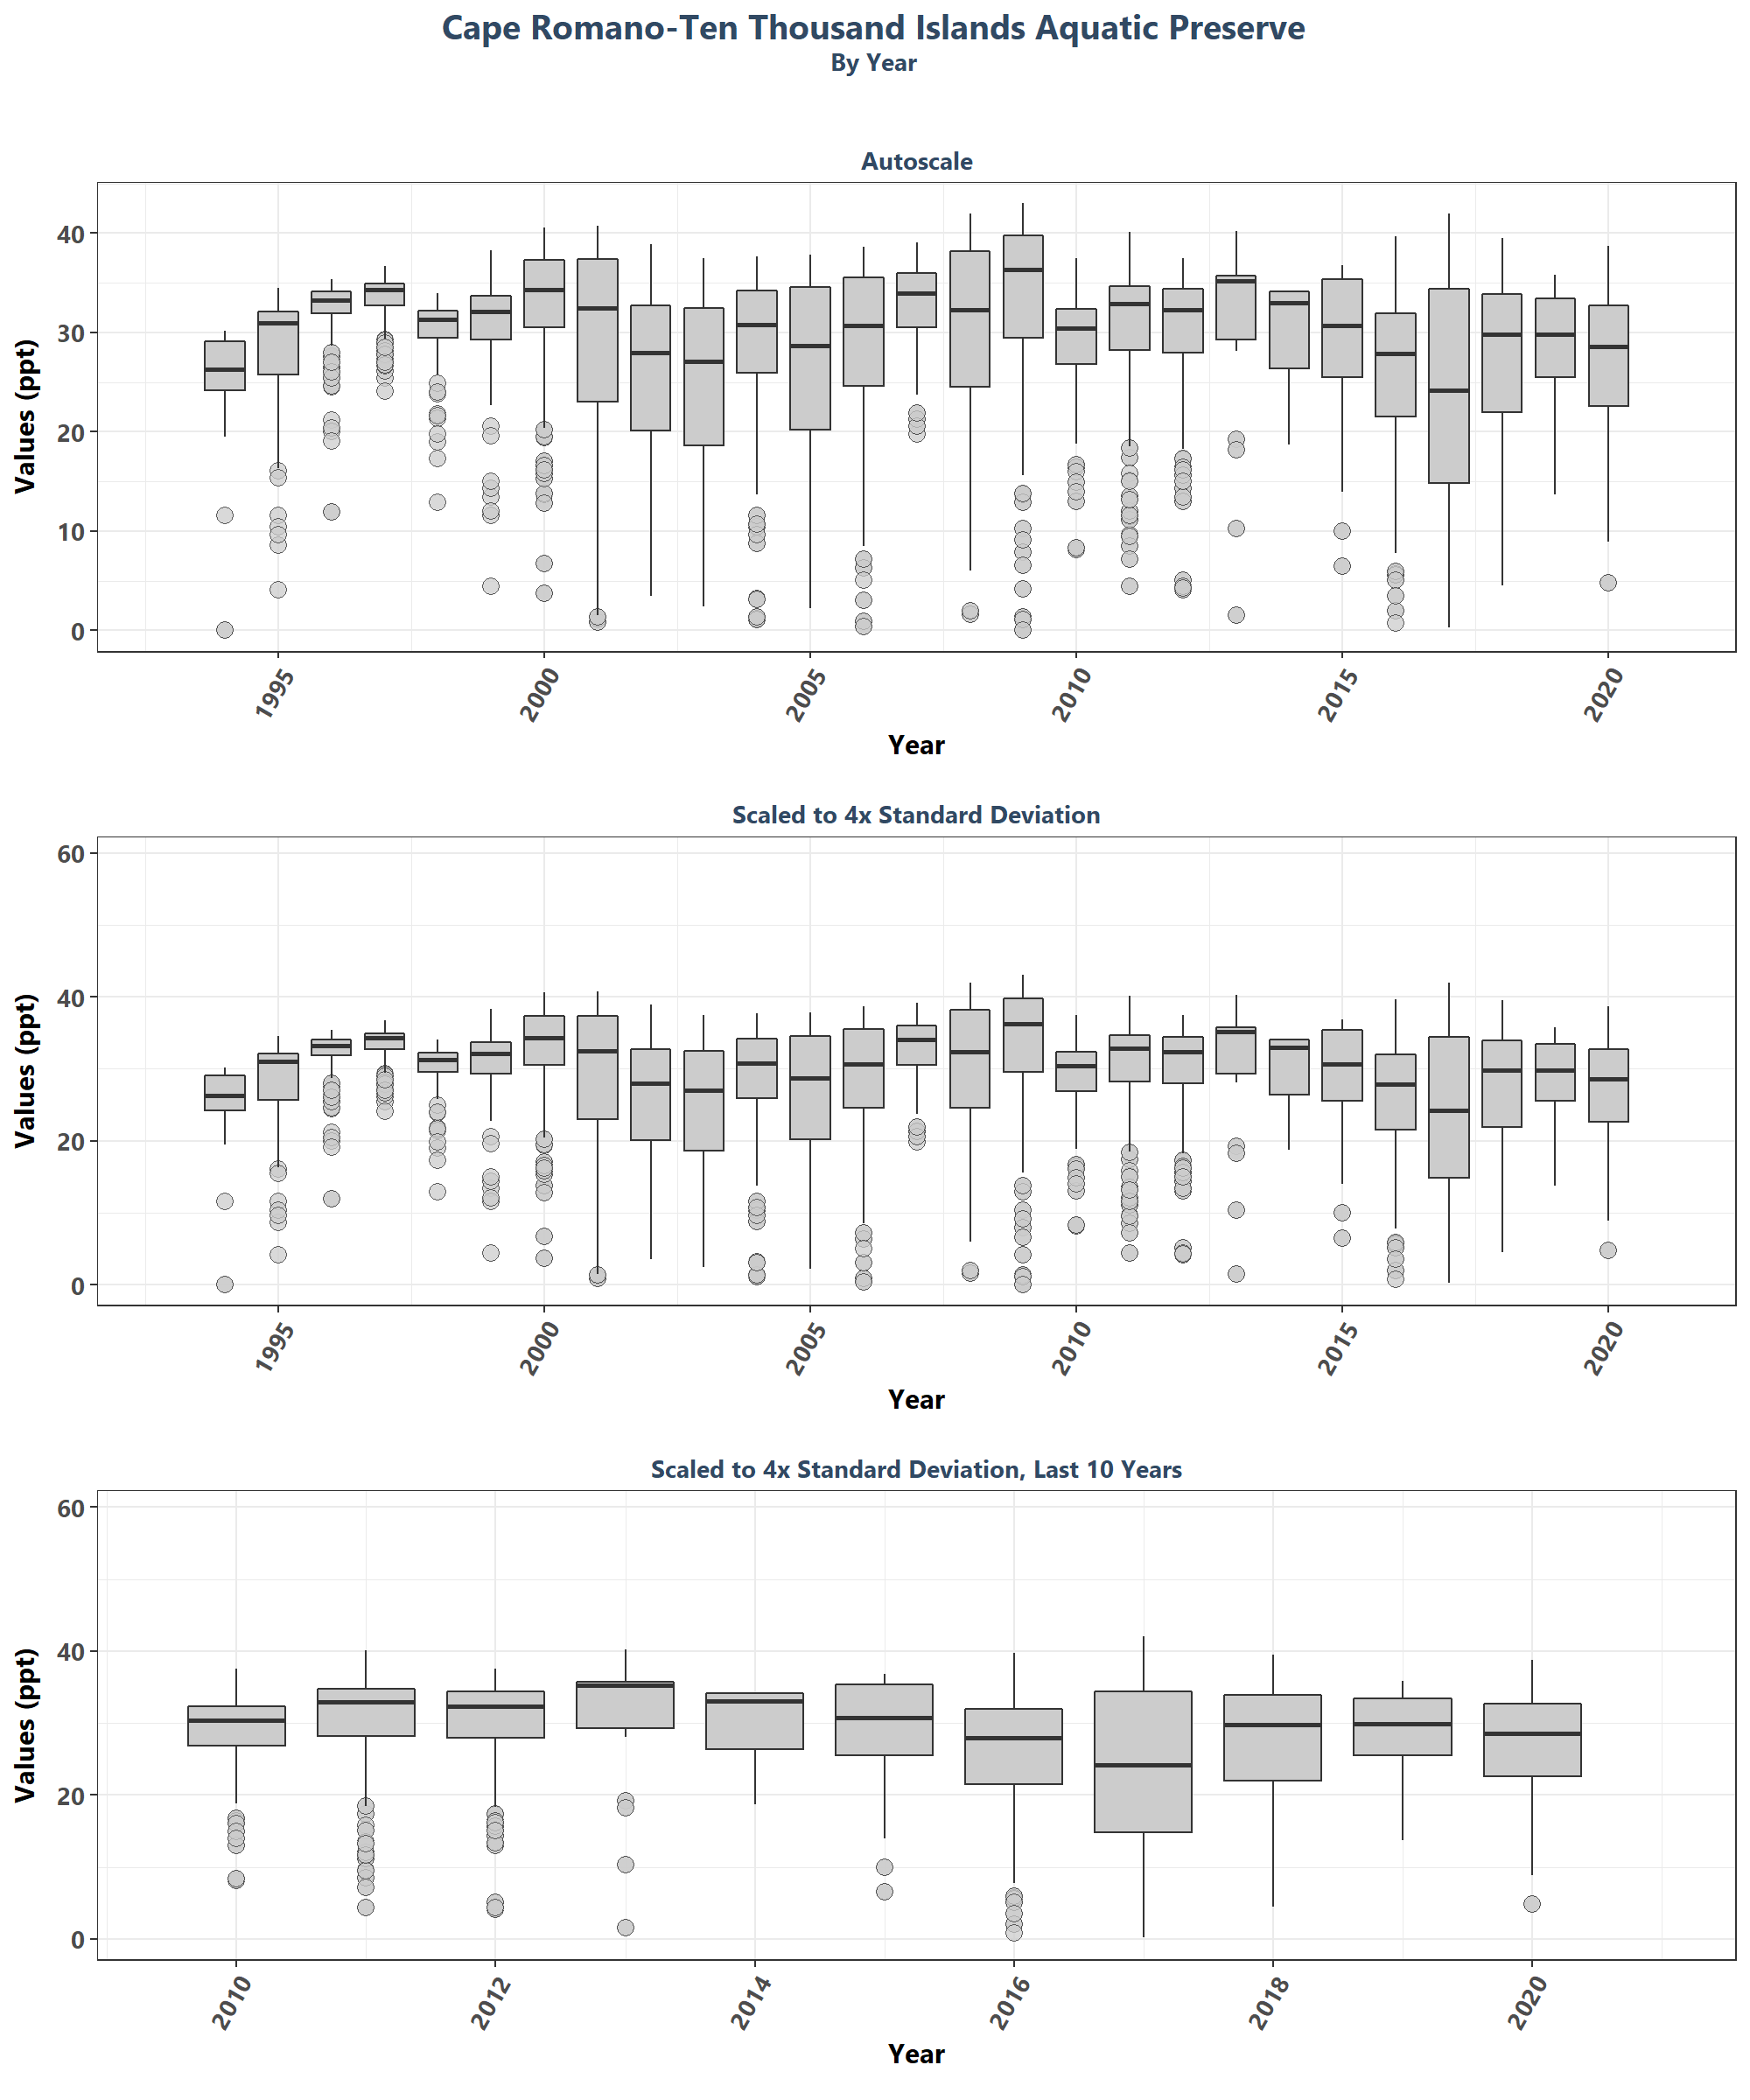 Cape Romano-Ten Thousand Islands Aquatic Preserve
By Year
Autoscale
Values (ppt)
40
30
20
10
0
1995
2000
2005
2010
2015
2020
Year
Scaled to 4x Standard Deviation
Values (ppt)
60
40
20
0
1995
2000
2005
2010
2015
2020
Year
Scaled to 4x Standard Deviation, Last 10 Years
Values (ppt)
60
40
20
0
2010
2012
2014
2016
2018
2020
Year